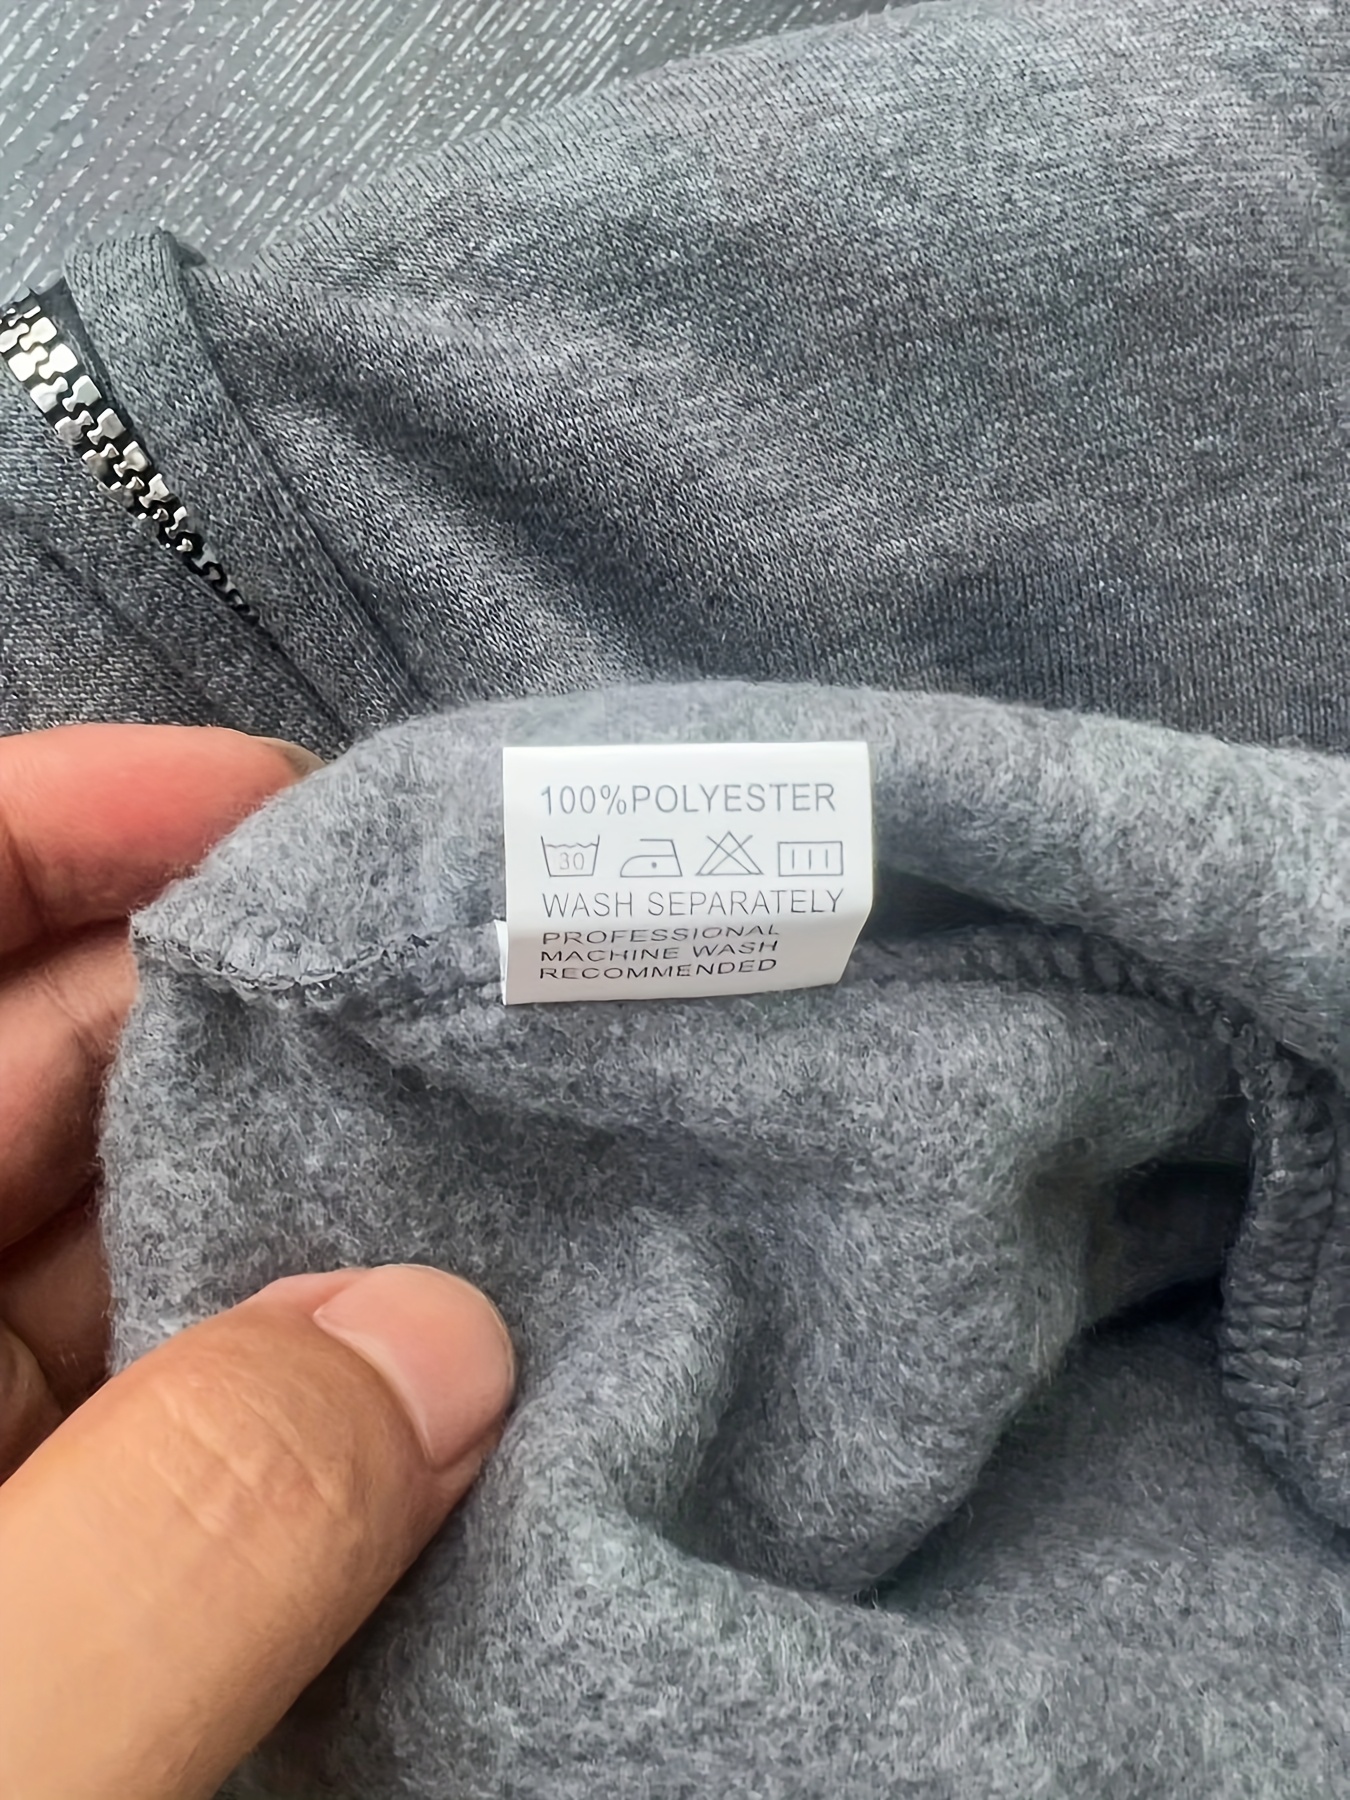 100%POLYESTER
30
WASH SEPARATELY
PROFESSIONAL
MACHINE WASH
RECOMMENDED